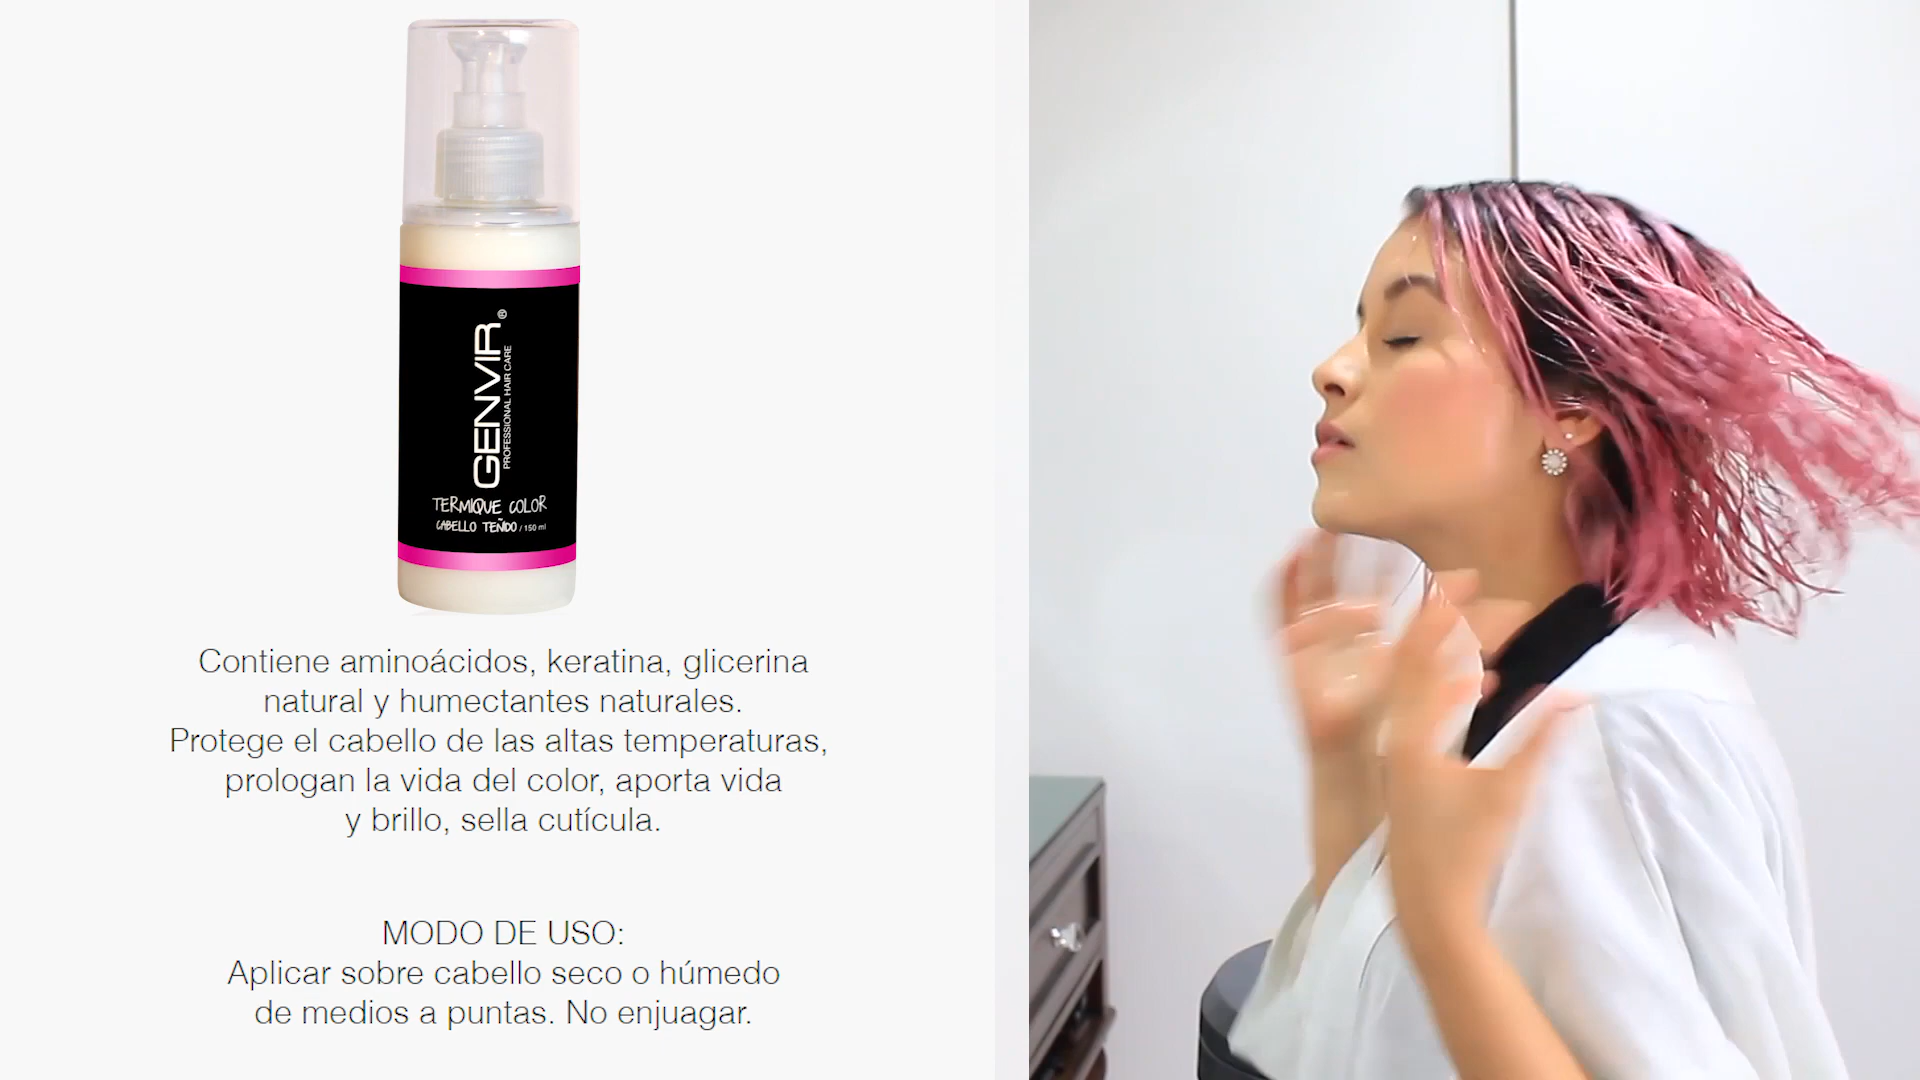 GENVIR®
PROFESSIONAL HAIR CARE
TERMIQUE COLOR
CABELLO TEÑIDO / 150 ml
Contiene aminoácidos, keratina, glicerina
natural y humectantes naturales.
Protege el cabello de las altas temperaturas,
prologan la vida del color, aporta vida
y brillo, sella cutícula.
MODO DE USO:
Aplicar sobre cabello seco o húmedo
de medios a puntas. No enjuagar.